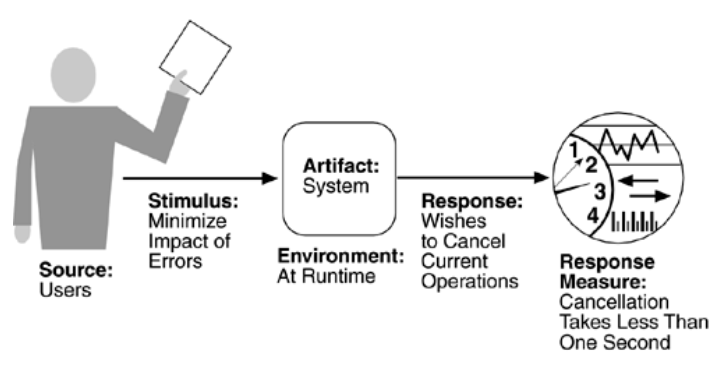 Source:
Users
Stimulus:
Minimize
Impact of
Errors
Artifact:
System
Environment:
At Runtime
Response:
Wishes
to Cancel
Current
Operations
1
2
3
4
Response
Measure:
Cancellation
Takes Less Than
One Second